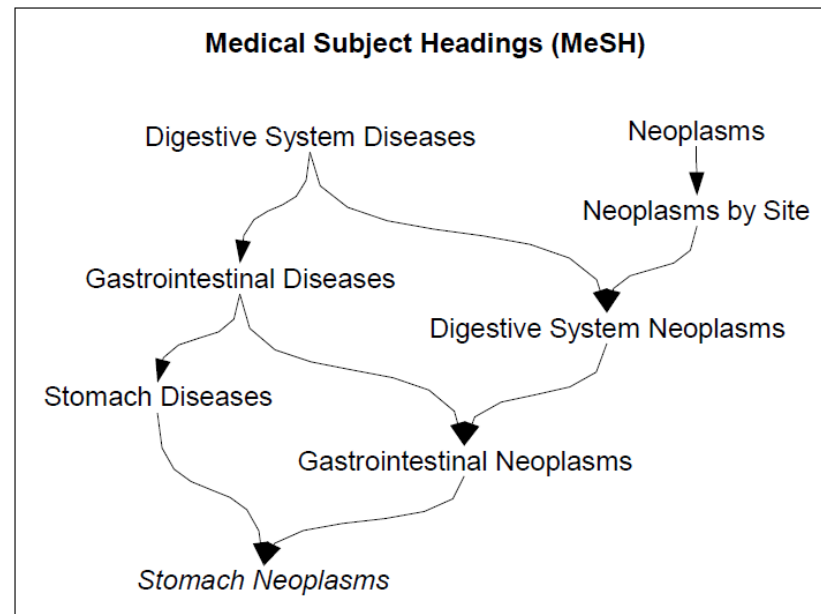 Medical Subject Headings (MeSH)
Neoplasms
Digestive System Diseases
Neoplasms by Site
Gastrointestinal Diseases
Digestive System Neoplasms
Stomach Diseases
Gastrointestinal Neoplasms
Stomach Neoplasms